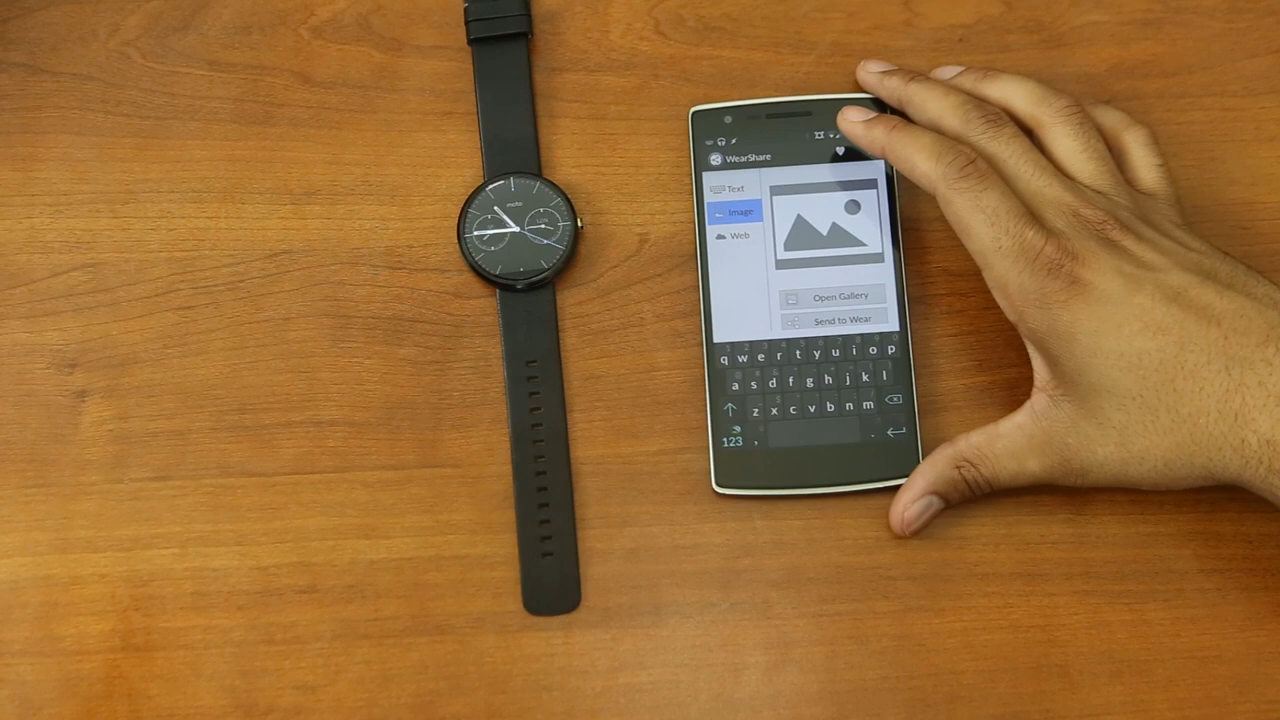 moto
WearShare
Text
Image
Web
Open Gallery
Send to Wear
q w e r t y u i o p
a s d f g h j k l
z x c v b n m
123 , .